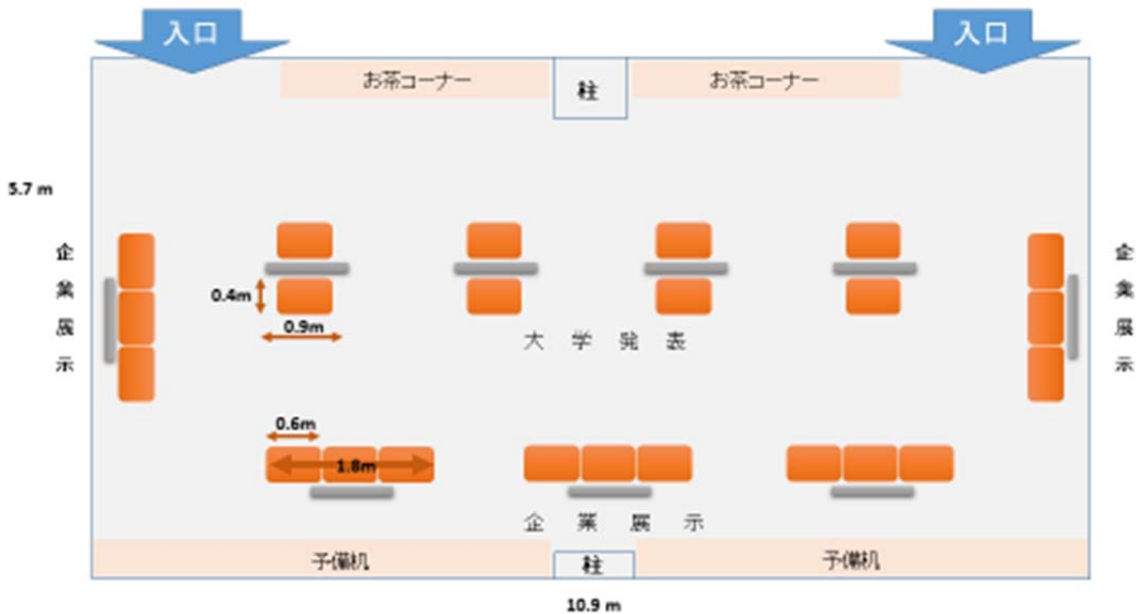 入口
入口
お茶コーナー
柱
お茶コーナー
5.7 m
企業展示
企業展示
0.4m
0.9m
大学発表
0.6m
1.8m
企業展示
予備机
柱
予備机
10.9 m